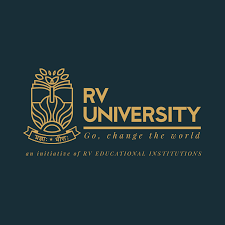 RV
UNIVERSITY
Go, change the world
an initiative of RV EDUCATIONAL INSTITUTIONS